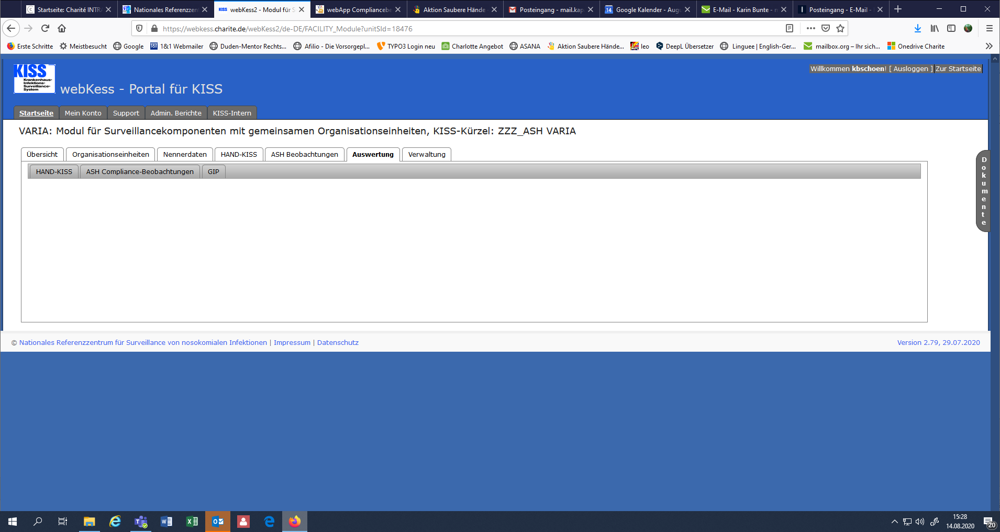 Startseite: Charité INTR
Nationales Referenzzen
webKess2 - Modul für S
webApp Compliancebe
Aktion Saubere Hände
Posteingang - mail.kap
Google Kalender - Augu
E-Mail - Karin Bunte - m
Posteingang - E-Mail -
https://webkess.charite.de/webKess2/de-DE/FACILITY_Module?unitSId=18476
Erste Schritte
Meistbesucht
Google
1&1 Webmailer
Duden-Mentor Rechts...
Afilio - Die Vorsorgepl...
TYPO3 Login neu
Charlotte Angebot
ASANA
Aktion Saubere Hände...
leo
DeepL Übersetzer
Linguee | English-Ger...
mailbox.org – Ihr sich...
Onedrive Charite
KISS
Krankenhaus-
Infektions-
Surveillance-
System
webKess - Portal für KISS
Willkommen kbschoen! [ Ausloggen ] Zur Startseite
Startseite
Mein Konto
Support
Admin. Berichte
KISS-Intern
VARIA: Modul für Surveillancekomponenten mit gemeinsamen Organisationseinheiten, KISS-Kürzel: ZZZ_ASH VARIA
Übersicht
Organisationseinheiten
Nennerdaten
HAND-KISS
ASH Beobachtungen
Auswertung
Verwaltung
HAND-KISS
ASH Compliance-Beobachtungen
GIP
Dokumente
© Nationales Referenzzentrum für Surveillance von nosokomialen Infektionen | Impressum | Datenschutz
Version 2.79, 29.07.2020
15:28
14.08.2020
20